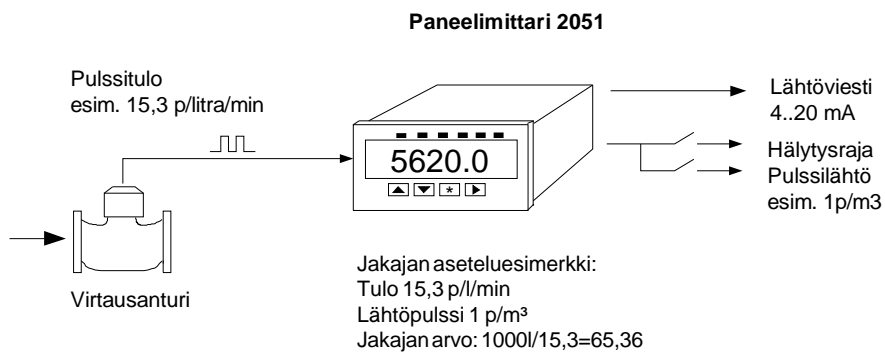 Paneelimittari 2051
Pulssitulo
esim. 15,3 p/litra/min
5620.0
*
Lähtöviesti
4..20 mA
Hälytysraja
Pulssilähtö
esim. 1p/m3
Virtausanturi
Jakajan aseteluesimerkki:
Tulo 15,3 p/l/min
Lähtöpulssi 1 p/m³
Jakajan arvo: 1000l/15,3=65,36